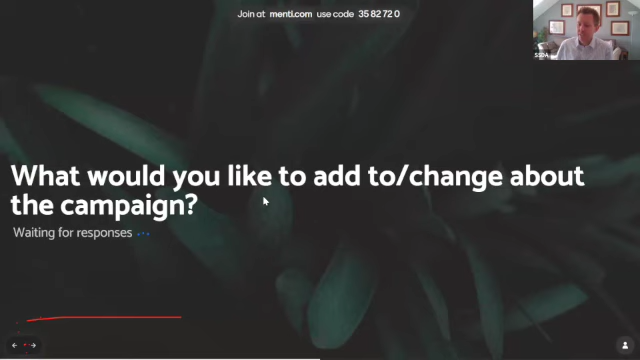 Join at menti.com use code 35 82 72 0
What would you like to add to/change about
the campaign?
Waiting for responses